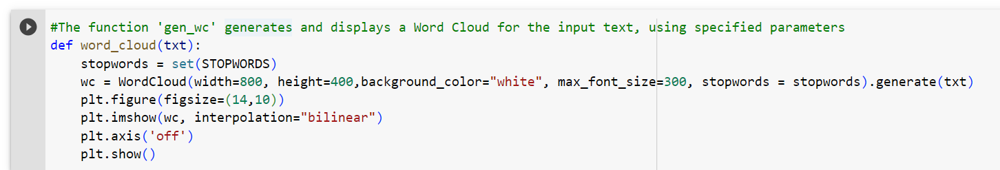 #The function 'gen_wc' generates and displays a Word Cloud for the input text, using specified parameters
def word_cloud(txt):
    stopwords = set(STOPWORDS)
    wc = WordCloud(width=800, height=400,background_color="white", max_font_size=300, stopwords = stopwords).generate(txt)
    plt.figure(figsize=(14,10))
    plt.imshow(wc, interpolation="bilinear")
    plt.axis('off')
    plt.show()